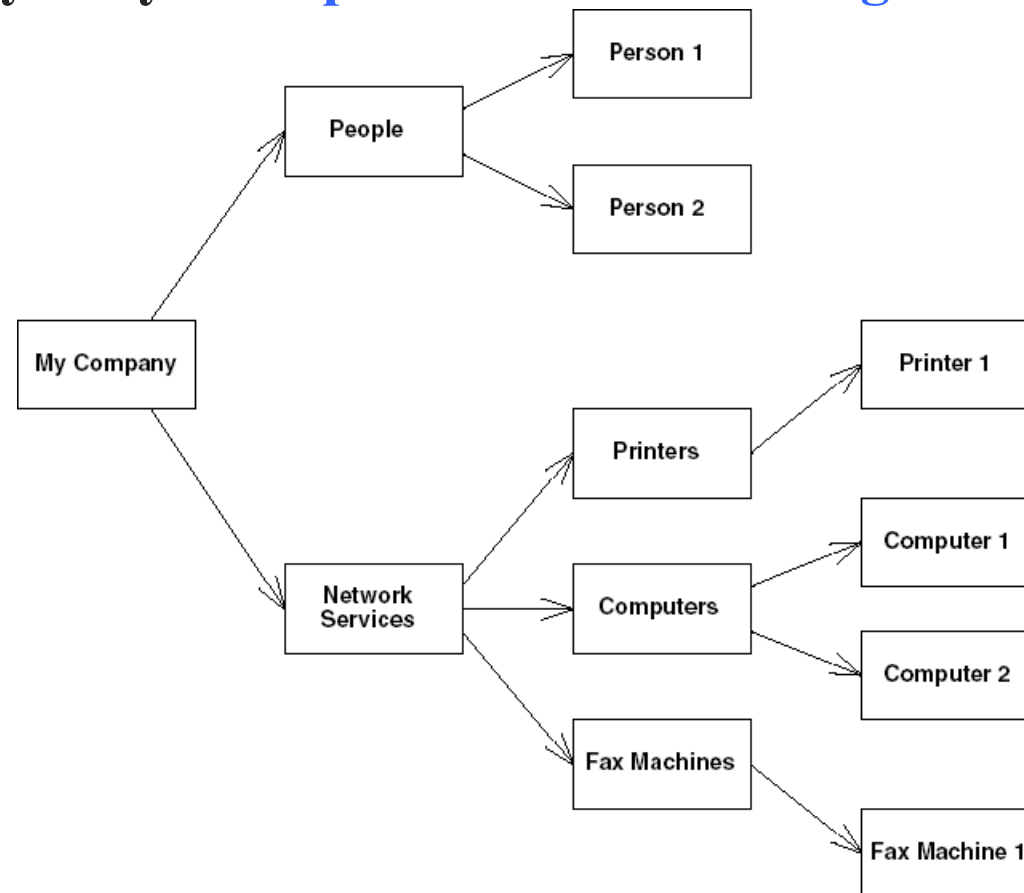 Person 1
People
Person 2
My Company
Printer 1
Printers
Computer 1
Network
Services
Computers
Computer 2
Fax Machines
Fax Machine 1